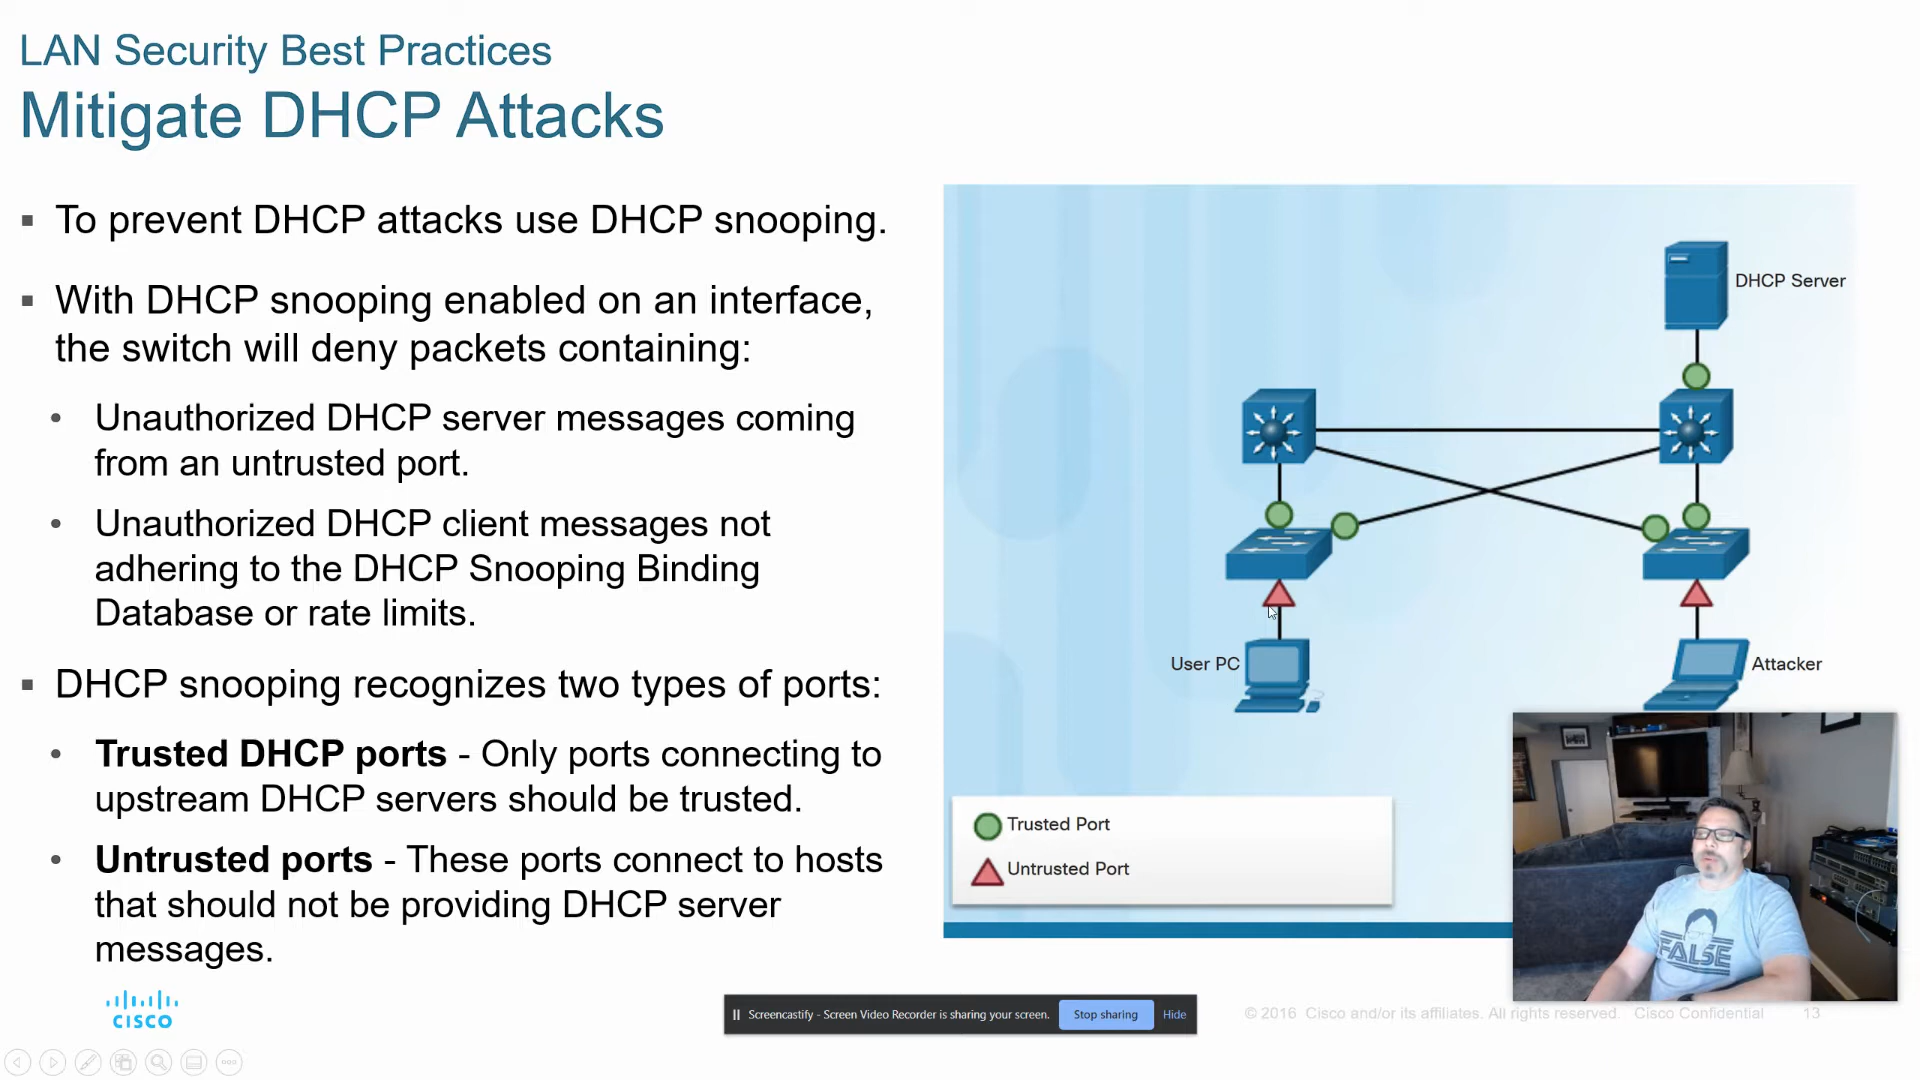 LAN Security Best Practices
Mitigate DHCP Attacks
▪ To prevent DHCP attacks use DHCP snooping.
▪ With DHCP snooping enabled on an interface,
the switch will deny packets containing:
• Unauthorized DHCP server messages coming
from an untrusted port.
• Unauthorized DHCP client messages not
adhering to the DHCP Snooping Binding
Database or rate limits.
▪ DHCP snooping recognizes two types of ports:
• Trusted DHCP ports - Only ports connecting to
upstream DHCP servers should be trusted.
• Untrusted ports - These ports connect to hosts
that should not be providing DHCP server
messages.
DHCP Server
User PC
Attacker
Trusted Port
Untrusted Port
FALSE
CISCO
Screencastify - Screen Video Recorder is sharing your screen.
Stop sharing
Hide
© 2016 Cisco and/or its affiliates. All rights reserved. Cisco Confidential
13